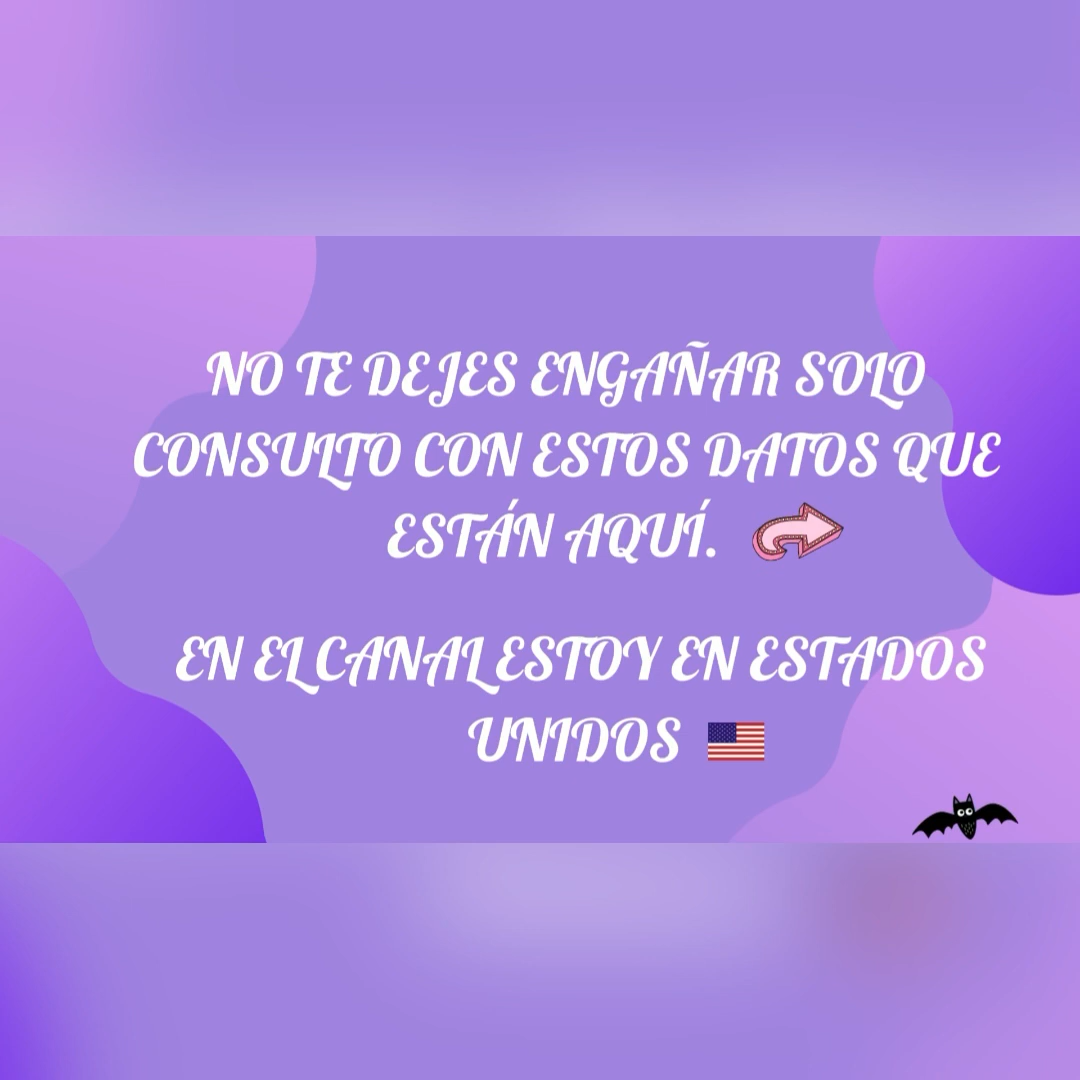 NO TE DEJES ENGAÑAR SOLO
CONSULTO CON ESTOS DATOS QUE
ESTÁN AQUÍ.
EN EL CANAL ESTOY EN ESTADOS
UNIDOS